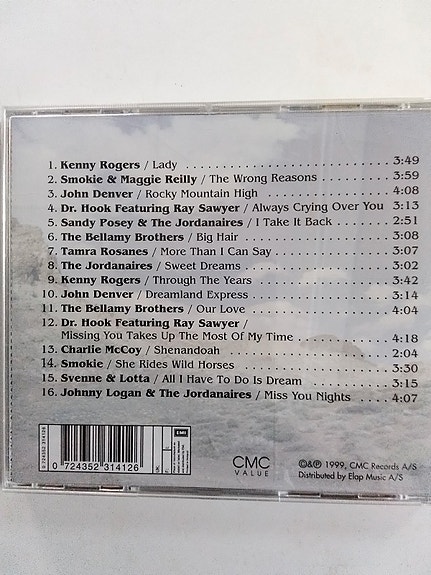 1. Kenny Rogers / Lady . . . . . . . . . . . . . . . . . . . . . . . . . 3:49
2. Smokie & Maggie Reilly / The Wrong Reasons . . . . . . . . 3:59
3. John Denver / Rocky Mountain High . . . . . . . . . . . . . . . 4:08
4. Dr. Hook Featuring Ray Sawyer / Always Crying Over You 3:13
5. Sandy Posey & The Jordanaires / I Take It Back . . . . . . 2:51
6. The Bellamy Brothers / Big Hair . . . . . . . . . . . . . . . . . 3:08
7. Tamra Rosanes / More Than I Can Say . . . . . . . . . . . . . 3:07
8. The Jordanaires / Sweet Dreams . . . . . . . . . . . . . . . . . 3:02
9. Kenny Rogers / Through The Years . . . . . . . . . . . . . . . 3:42
10. John Denver / Dreamland Express . . . . . . . . . . . . . . . . 3:14
11. The Bellamy Brothers / Our Love . . . . . . . . . . . . . . . . 4:04
12. Dr. Hook Featuring Ray Sawyer /
Missing You Takes Up The Most Of My Time . . . . . . . . . . 4:18
13. Charlie McCoy / Shenandoah . . . . . . . . . . . . . . . . . . . 2:04
14. Smokie / She Rides Wild Horses . . . . . . . . . . . . . . . . . 3:30
15. Svenne & Lotta / All I Have To Do Is Dream . . . . . . . . . 3:15
16. Johnny Logan & The Jordanaires / Miss You Nights . . . 4:07
0 724352 314126
0 724352 314126
EMI
CMC
VALUE
©&℗ 1999, CMC Records A/S
Distributed by Elap Music A/S